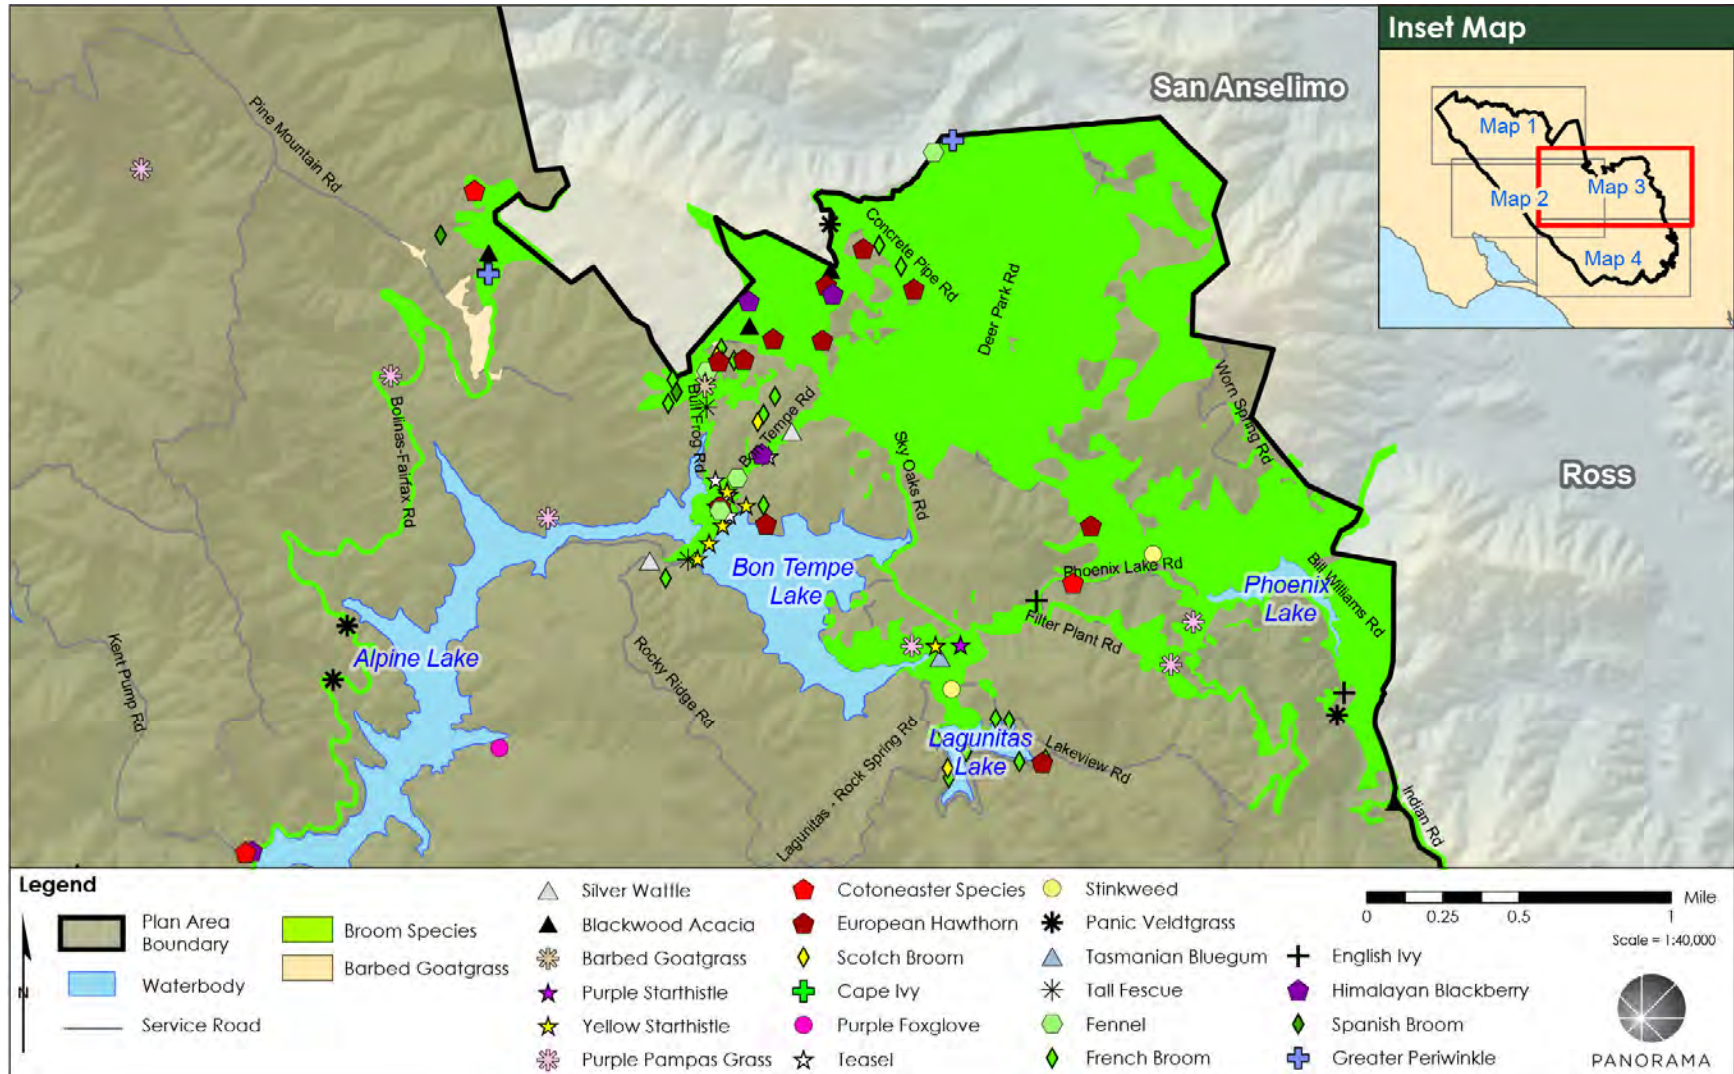 Inset Map
Map 1
Map 2
Map 3
Map 4
San Anselimo
Ross
Pine Mountain Rd
Concrete Pipe Rd
Deer Park Rd
Worn Spring Rd
Bolinas-Fairfax Rd
Bull Frog Rd
Bon Tempe Rd
Sky Oaks Rd
Bon Tempe
Lake
Phoenix Lake Rd
Phoenix
Lake
Bill Williams Rd
Filter Plant Rd
Alpine Lake
Kent Pump Rd
Rocky Ridge Rd
Lagunitas - Rock Spring Rd
Lagunitas
Lake
Lakeview Rd
Indian Rd
Legend
Plan Area
Boundary
Waterbody
Service Road
N
Broom Species
Barbed Goatgrass
Silver Wattle
Blackwood Acacia
Barbed Goatgrass
Purple Starthistle
Yellow Starthistle
Purple Pampas Grass
Cotoneaster Species
European Hawthorn
Scotch Broom
Cape Ivy
Purple Foxglove
Teasel
Stinkweed
Panic Veldtgrass
Tasmanian Bluegum
Tall Fescue
Fennel
French Broom
English Ivy
Himalayan Blackberry
Spanish Broom
Greater Periwinkle
Mile
0 0.25 0.5 1
Scale = 1:40,000
PANORAMA